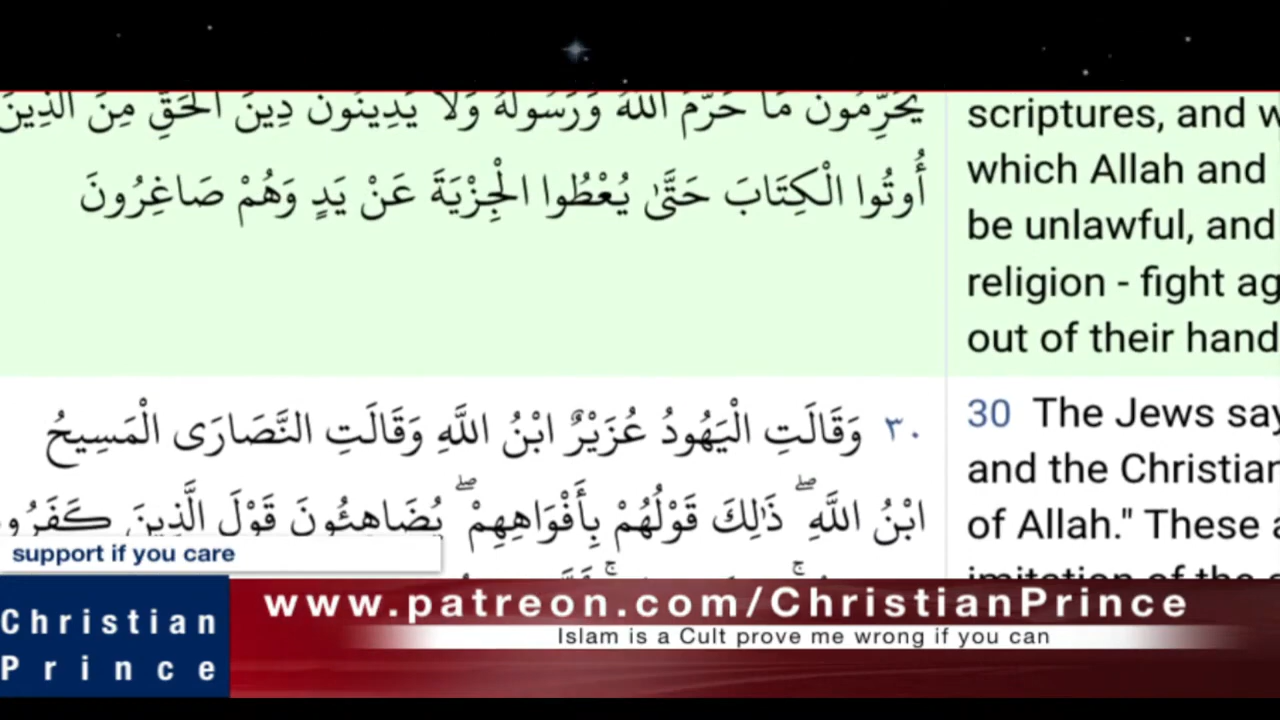 يُحَرِّمُونَ مَا حَرَّمَ اللَّهُ وَرَسُولُهُ وَلَا يَدِينُونَ دِينَ الْحَقِّ مِنَ الَّذِينَ
أُوتُوا الْكِتَابَ حَتَّىٰ يُعْطُوا الْجِزْيَةَ عَنْ يَدٍ وَهُمْ صَاغِرُونَ
scriptures, and w
which Allah and
be unlawful, and
religion - fight ag
out of their hand
٣٠ وَقَالَتِ الْيَهُودُ عُزَيْرٌ ابْنُ اللَّهِ وَقَالَتِ النَّصَارَى الْمَسِيحُ
ابْنُ اللَّهِ ۖ ذَٰلِكَ قَوْلُهُمْ بِأَفْوَاهِهِمْ ۖ يُضَاهِئُونَ قَوْلَ الَّذِينَ كَفَرُو
30 The Jews say
and the Christian
of Allah." These a
imitation of the s
support if you care
Christian
Prince
www.patreon.com/ChristianPrince
Islam is a Cult prove me wrong if you can